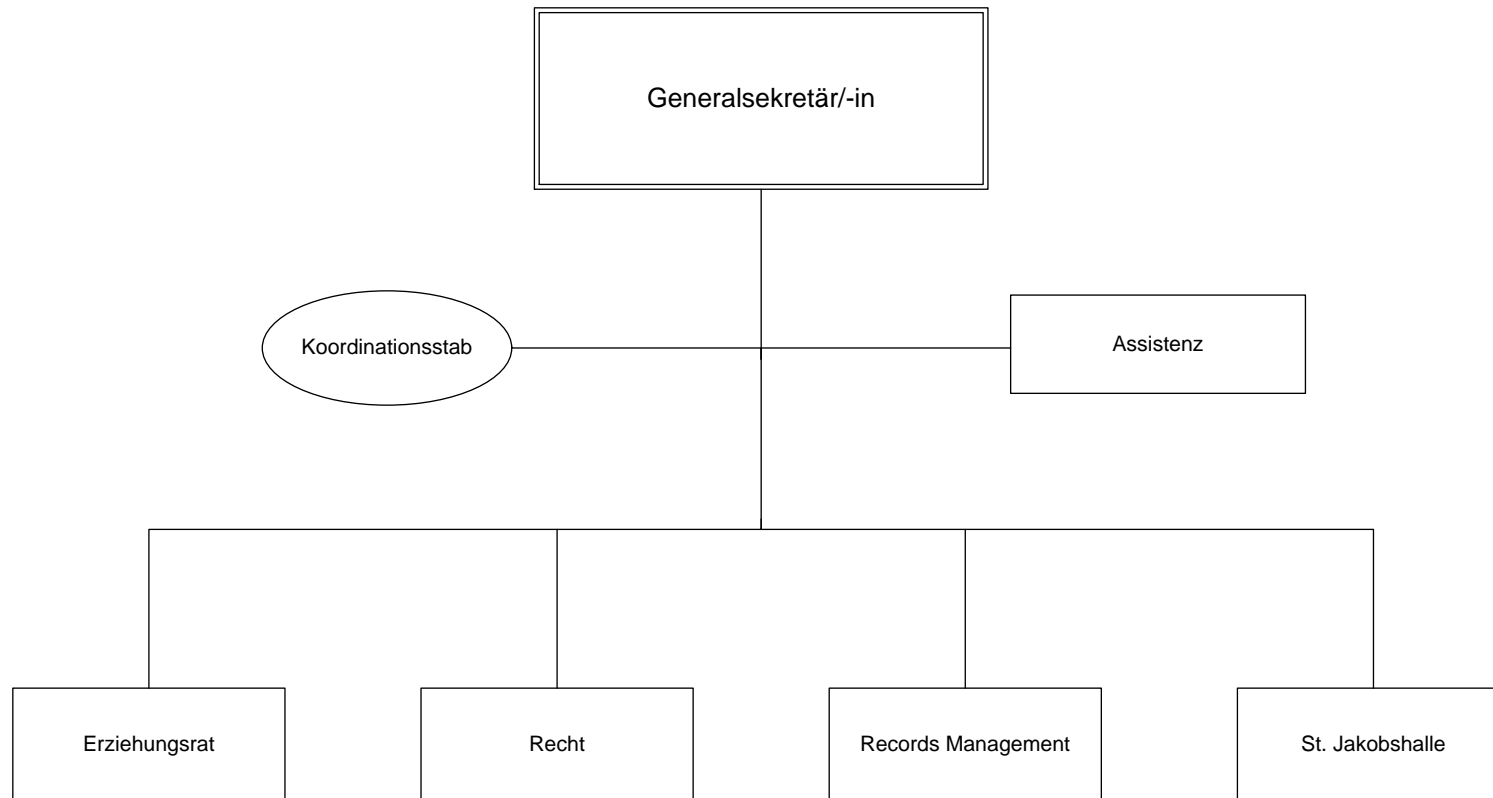 Generalsekretär/-in
Koordinationsstab
Assistenz
Erziehungsrat
Recht
Records Management
St. Jakobshalle